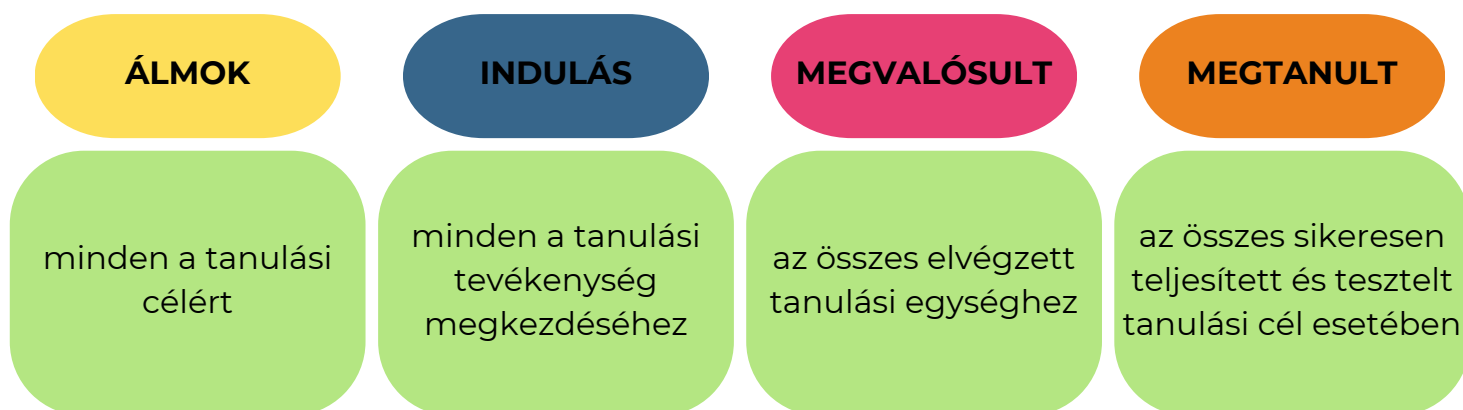 ÁLMOK
minden a tanulási
célért
INDULÁS
minden a tanulási
tevékenység
megkezdéséhez
MEGVALÓSULT
az összes elvégzett
tanulási egységhez
MEGTANULT
az összes sikeresen
teljesített és tesztelt
tanulási cél esetében